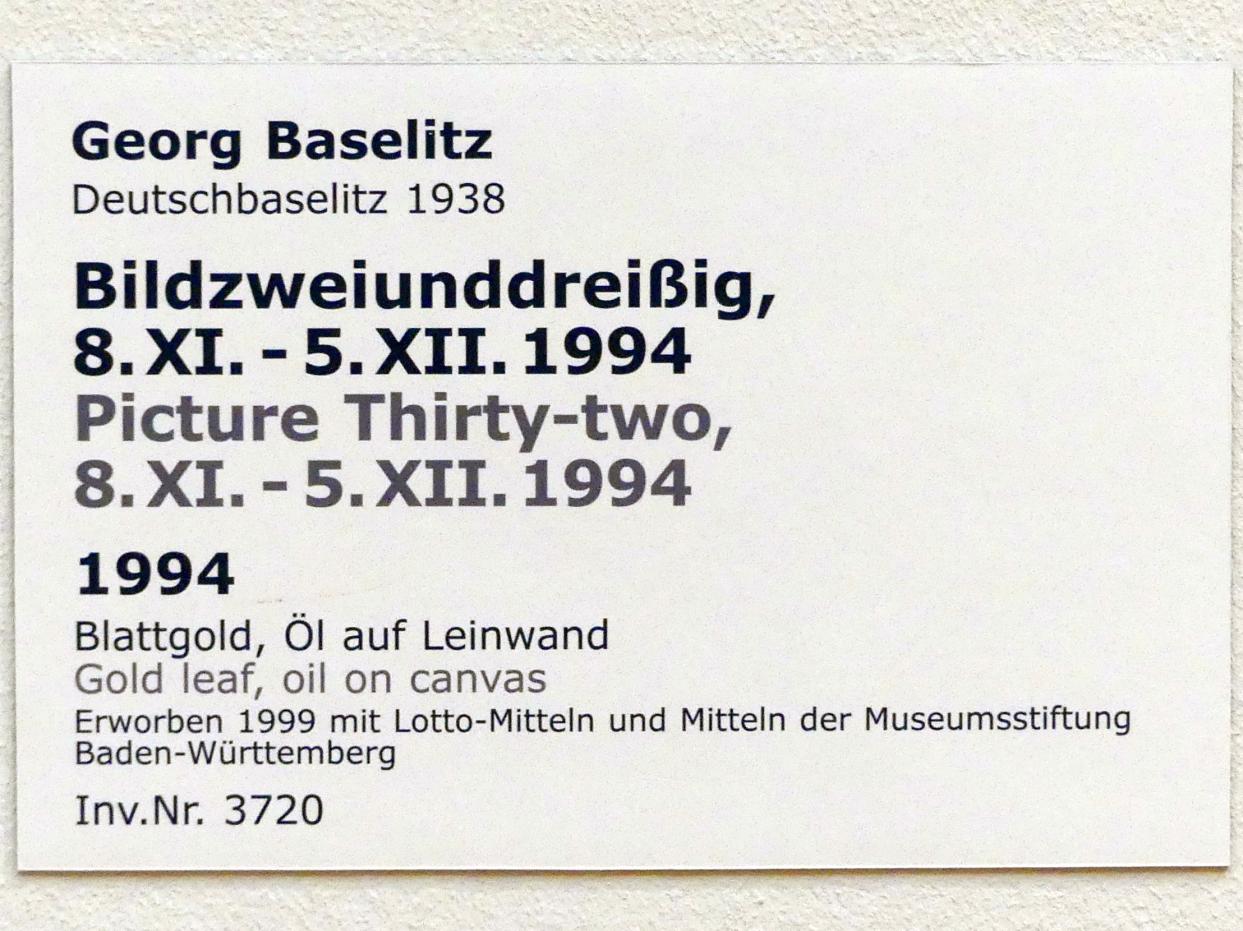 Georg Baselitz
Deutschbaselitz 1938
Bildzweiunddreißig,
8. XI. - 5. XII. 1994
Picture Thirty-two,
8. XI. - 5. XII. 1994
1994
Blattgold, Öl auf Leinwand
Gold leaf, oil on canvas
Erworben 1999 mit Lotto-Mitteln und Mitteln der Museumsstiftung
Baden-Württemberg
Inv.Nr. 3720